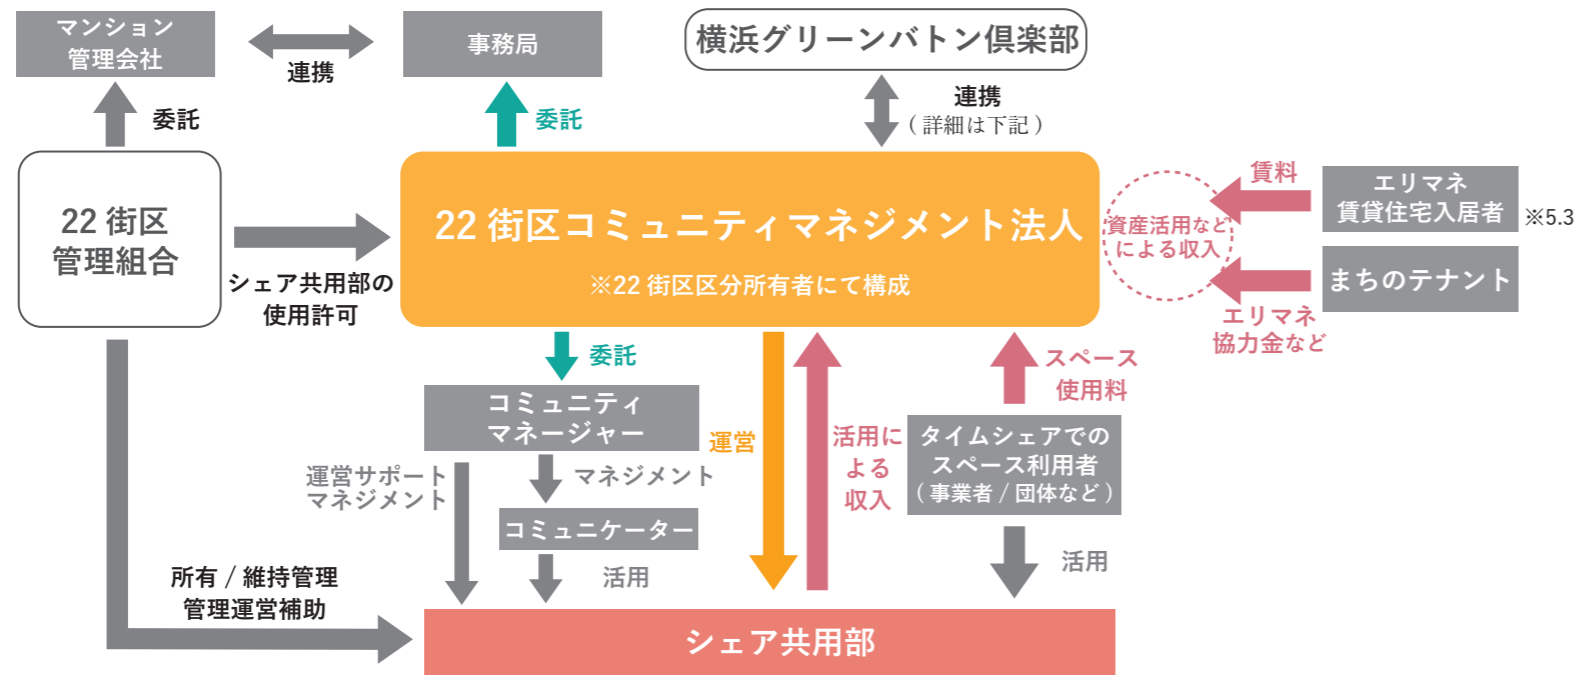 マンション
管理会社
連携
事務局
横浜グリーンバトン倶楽部
委託
委託
連携
( 詳細は下記 )
22 街区
管理組合
シェア共用部の
使用許可
22 街区コミュニティマネジメント法人
※22 街区区分所有者にて構成
資産活用など
による収入
賃料
エリマネ
賃貸住宅入居者
※5.3
まちのテナント
エリマネ
協力金など
委託
コミュニティ
マネージャー
運営サポート
マネジメント
マネジメント
コミュニケーター
活用
運営
活用に
よる
収入
スペース
使用料
タイムシェアでの
スペース利用者
( 事業者 / 団体など )
活用
所有 / 維持管理
管理運営補助
シェア共用部